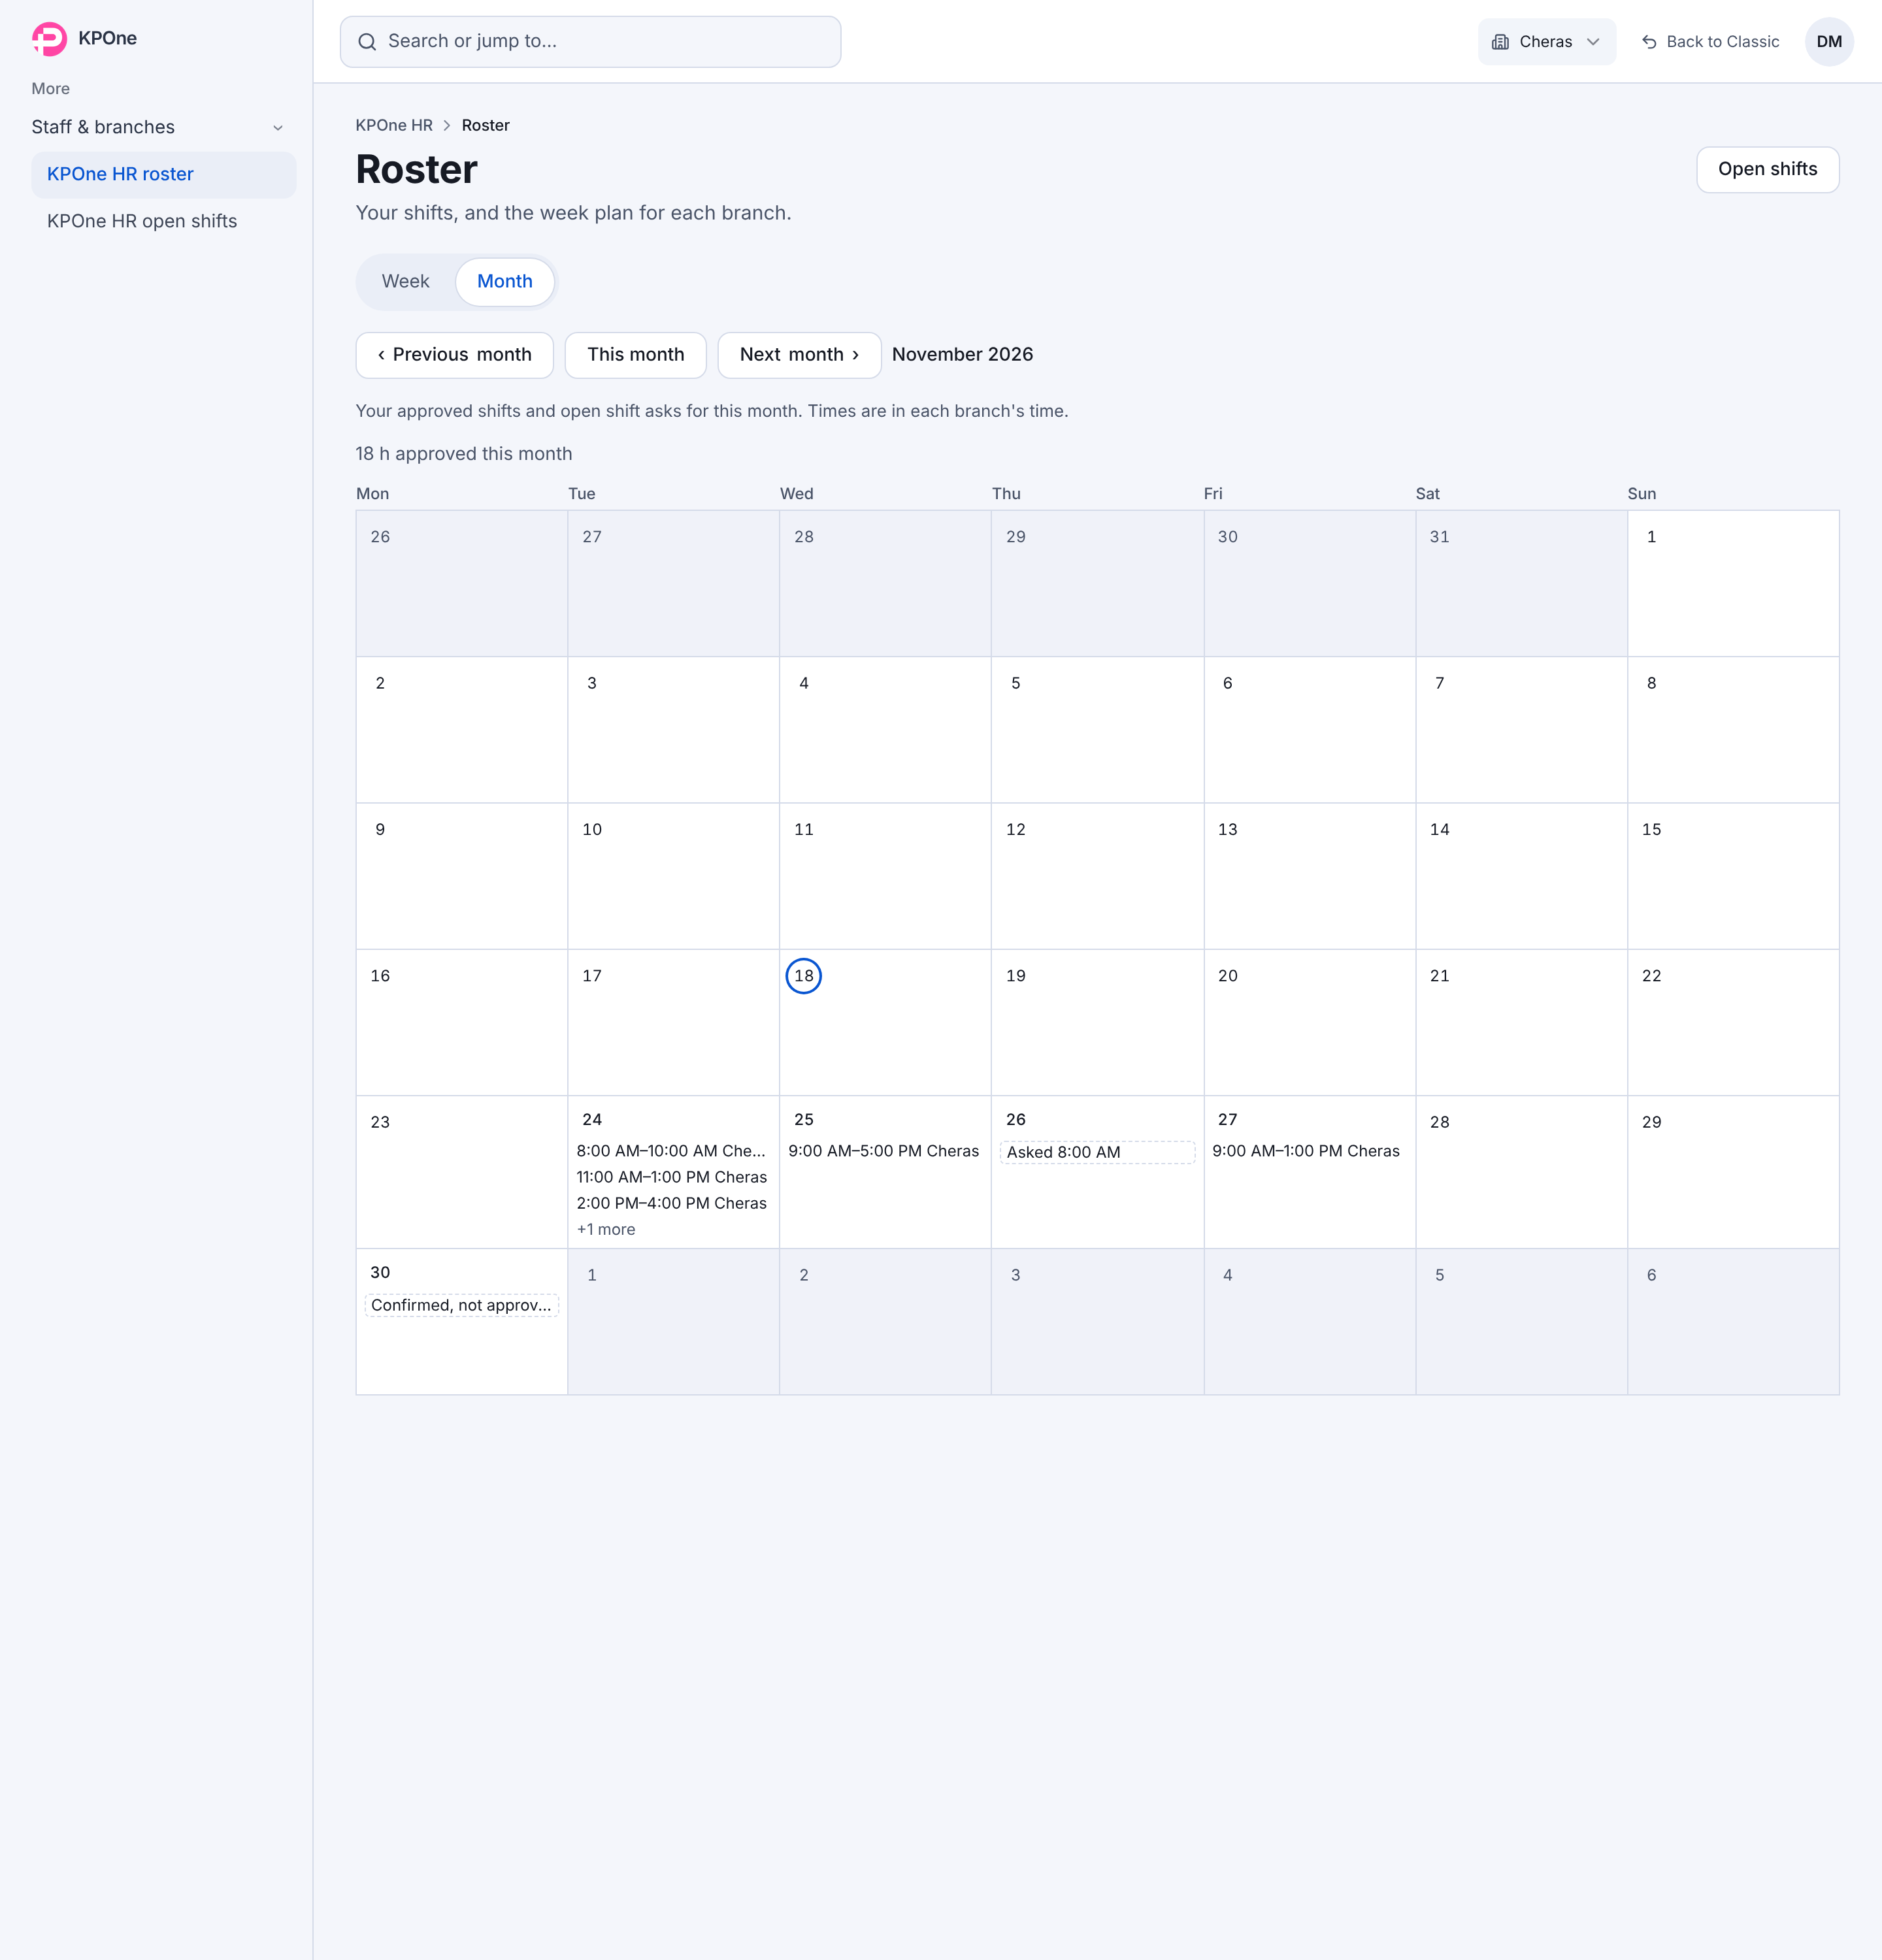 KPOne
More
Staff & branches
KPOne HR roster
KPOne HR open shifts
Search or jump to...
Cheras
Back to Classic
DM
KPOne HR > Roster
Roster
Open shifts
Your shifts, and the week plan for each branch.
Week Month
‹ Previous month This month Next month › November 2026
Your approved shifts and open shift asks for this month. Times are in each branch's time.
18 h approved this month
Mon Tue Wed Thu Fri Sat Sun
26 27 28 29 30 31 1
2 3 4 5 6 7 8
9 10 11 12 13 14 15
16 17 18 19 20 21 22
23
24
8:00 AM–10:00 AM Che...
11:00 AM–1:00 PM Cheras
2:00 PM–4:00 PM Cheras
+1 more
25
9:00 AM–5:00 PM Cheras
26
Asked 8:00 AM
27
9:00 AM–1:00 PM Cheras
28
29
30
Confirmed, not approv...
1 2 3 4 5 6